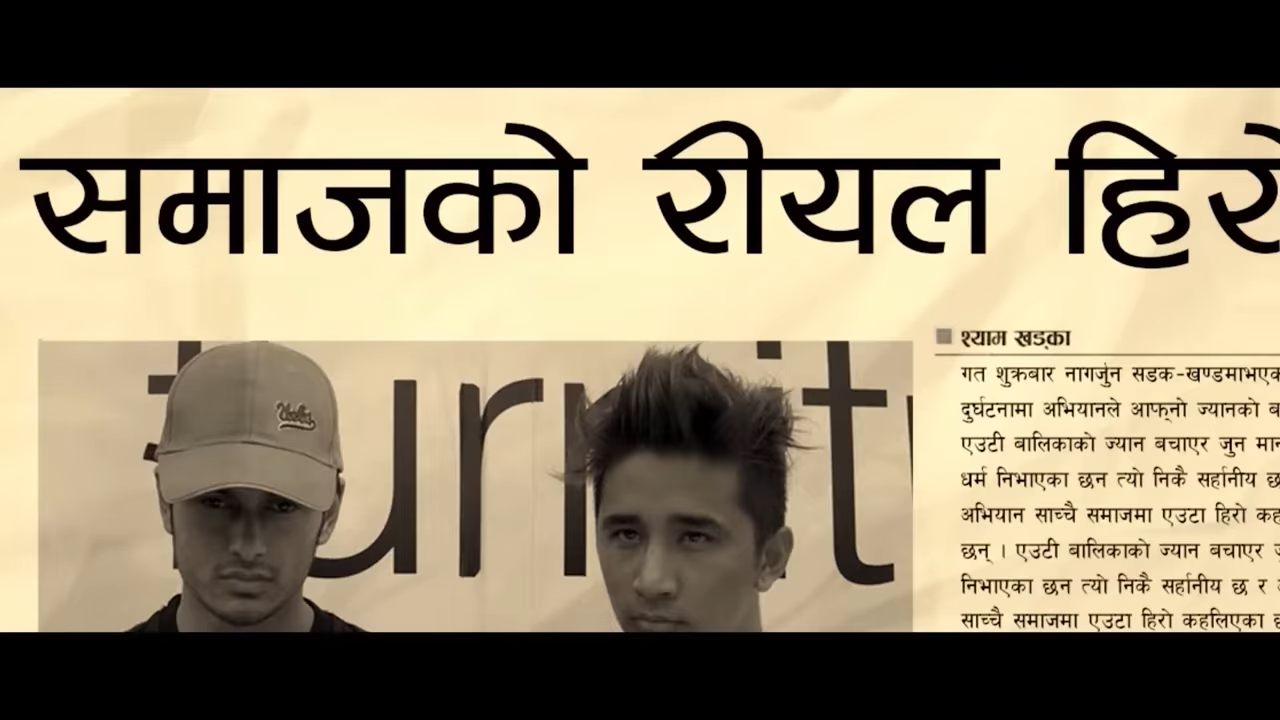 समाजको रीयल हिरो
श्याम खड्का
गत शुक्रबार नागर्जुन सडक-खण्डमाभएक
दुर्घटनामा अभियानले आफ्नो ज्यानको
एउटी बालिकाको ज्यान बचाएर जुन
धर्म निभाएका छन त्यो निकै सर्हानीय
अभियान साच्चै समाजमा एउटा हिरो
छन् । एउटी बालिकाको ज्यान बचाएर
निभाएका छन त्यो निकै सर्हानीय छ र
साच्चै समाजमा एउटा हिरो कहलिएका
urnit